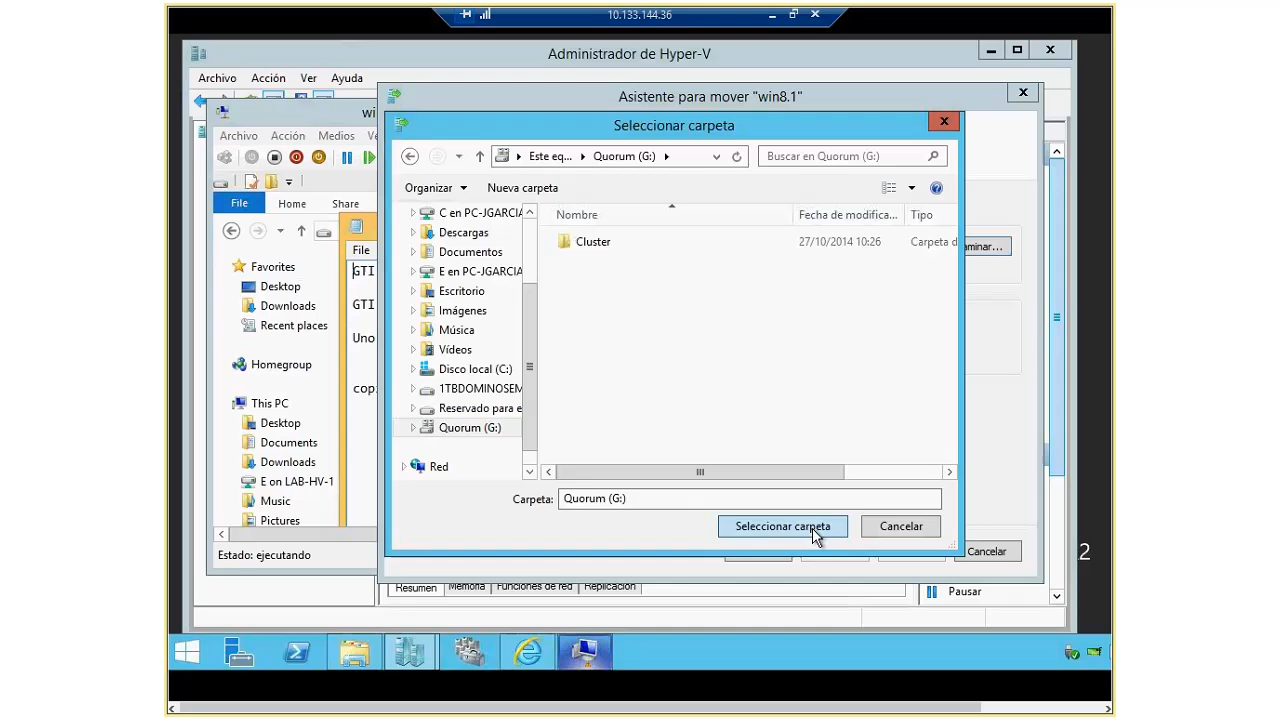 10.133.144.36
Administrador de Hyper-V
Archivo Acción Ver Ayuda
Asistente para mover "win8.1"
wi
Seleccionar carpeta
Archivo Acción Medios Ve
Este eq... Quorum (G:)
Buscar en Quorum (G:)
Organizar Nueva carpeta
File Home Share
Nombre Fecha de modifica... Tipo
C en PC-JGARCIA
Descargas
Documentos
E en PC-JGARCIA
Escritorio
Imágenes
Música
Vídeos
Disco local (C:)
1TBDOMINOSEM
Reservado para e
Quorum (G:)
Red
Cluster 27/10/2014 10:26 Carpeta d
aminar...
File
GTI
GTI
Uno
copi
Favorites
Desktop
Downloads
Recent places
Homegroup
This PC
Desktop
Documents
Downloads
E on LAB-HV-1
Music
Pictures
Carpeta: Quorum (G:)
Seleccionar carpeta Cancelar
Estado: ejecutando
Cancelar
2
Resumen Memoria Funciones de red Replicación
Pausar